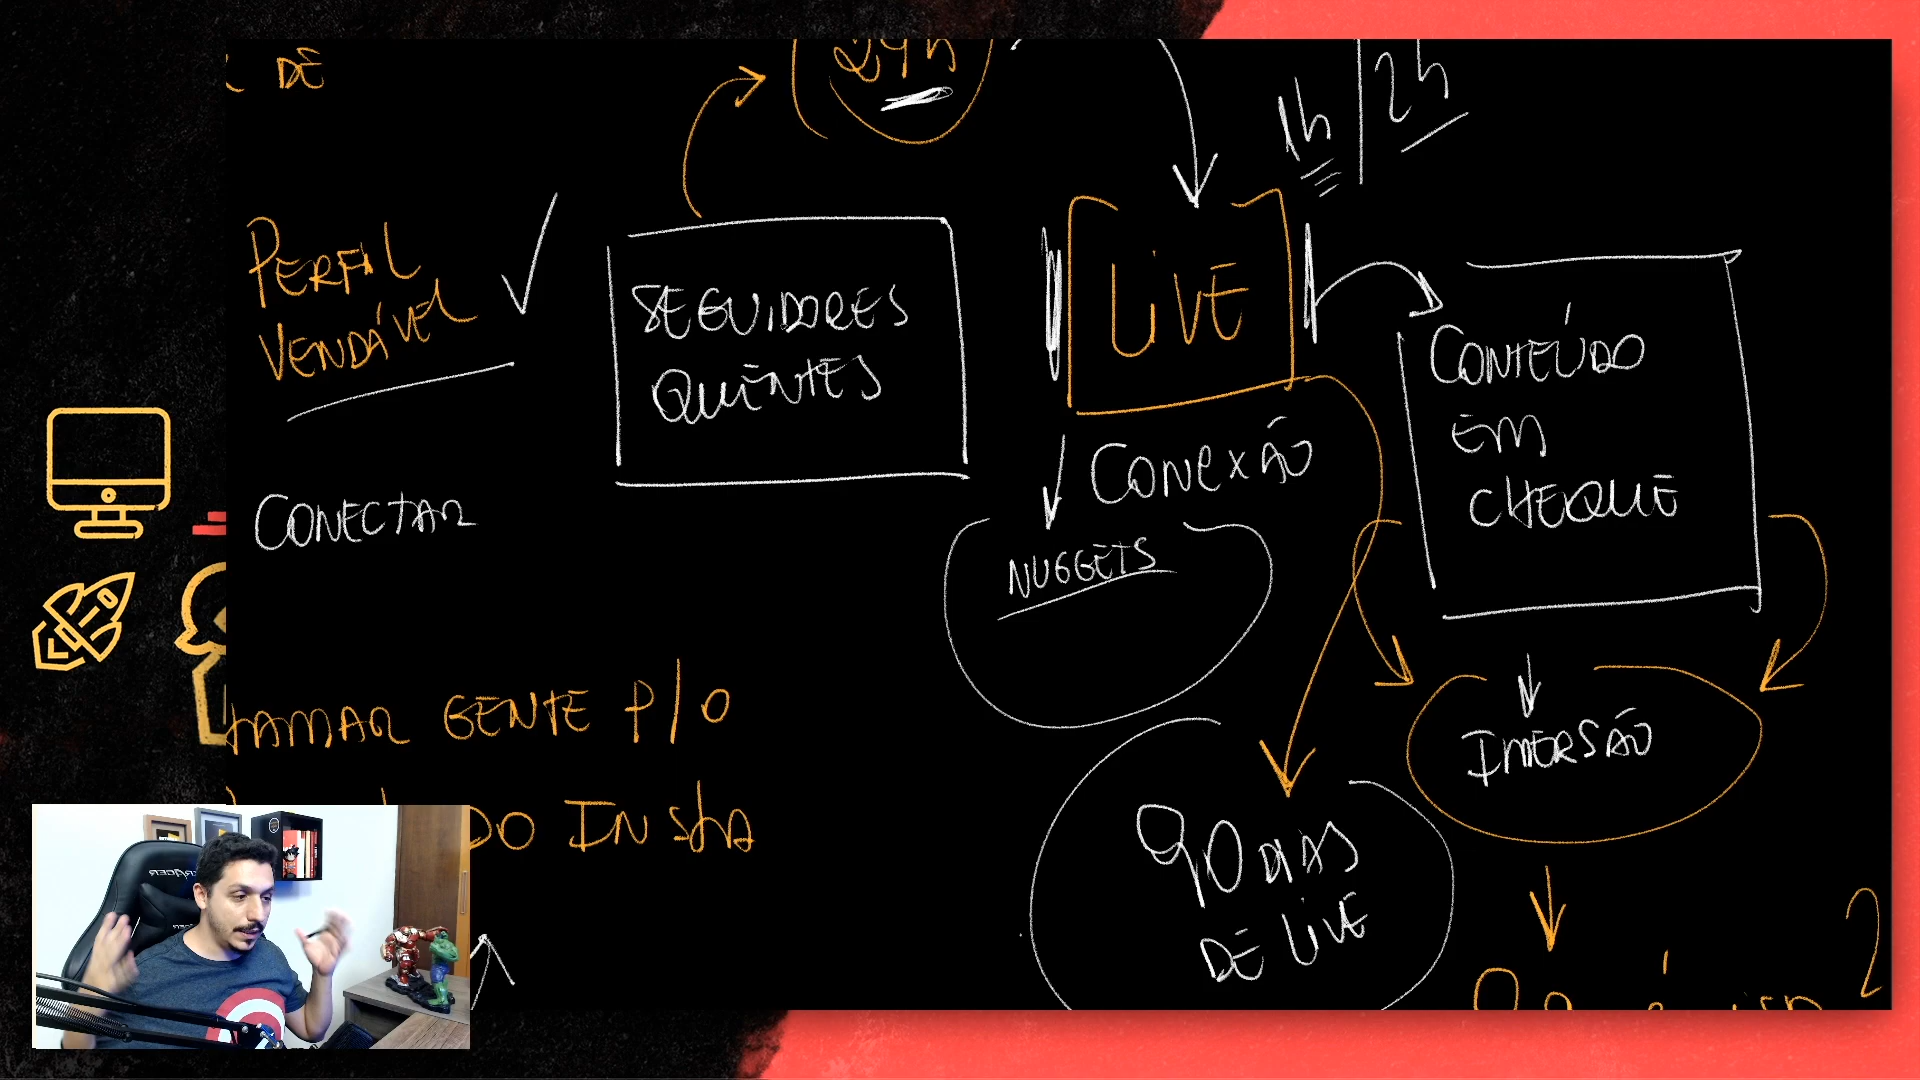 DE
24h
1h / 2h
PERFIL
VENDÁVEL
SEGUIDORES
QUENTES
LIVE
CONTEÚDO
EM
CHEQUE
CONEXÃO
CONECTAR
NUGGETS
GENTE P/ O
IMERSÃO
DO INSTA
90 DIAS
DE LIVE
2